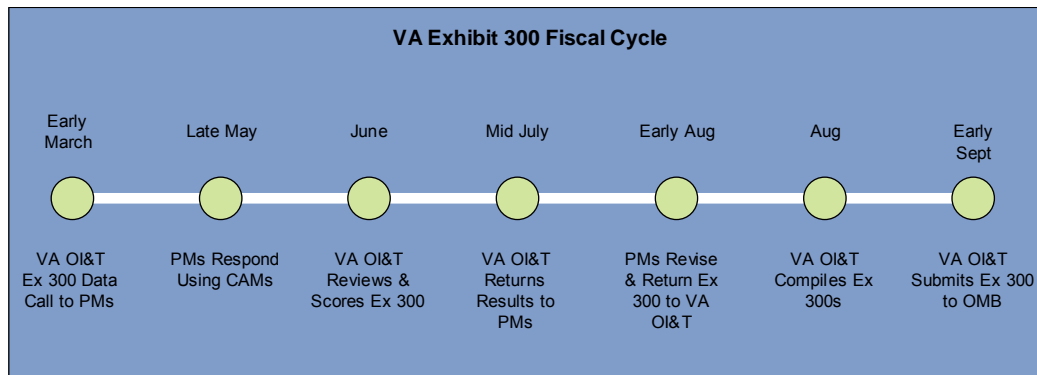 VA Exhibit 300 Fiscal Cycle
Early
March
Late May
June
Mid July
Early Aug
Aug
Early
Sept
VA OI&T
Ex 300 Data
Call to PMs
PMs Respond
Using CAMs
VA OI&T
Reviews &
Scores Ex 300
VA OI&T
Returns
Results to
PMs
PMs Revise
& Return Ex
300 to VA
OI&T
VA OI&T
Compiles Ex
300s
VA OI&T
Submits Ex 300
to OMB